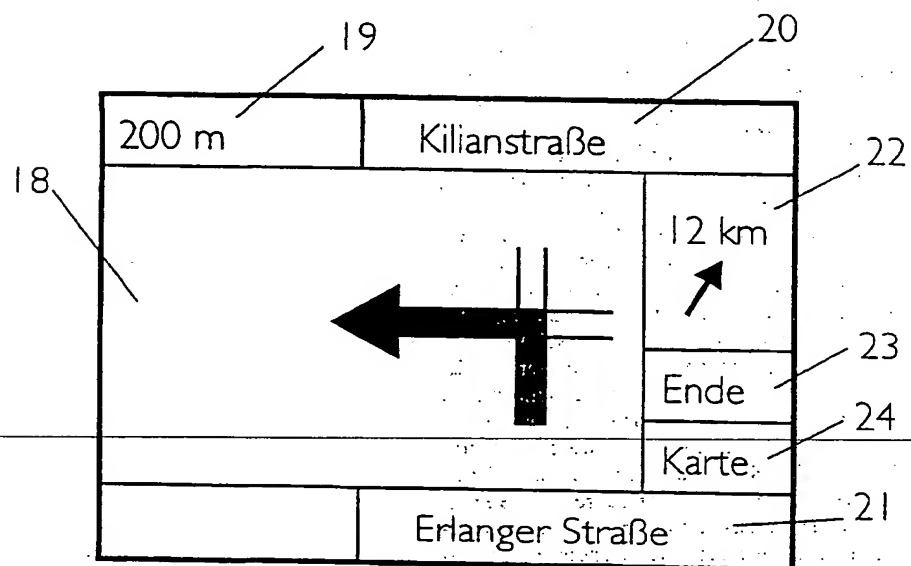 19
20
200 m
Kilianstraße
22
18
12 km
23
Ende
24
Karte
21
Erlanger Straße